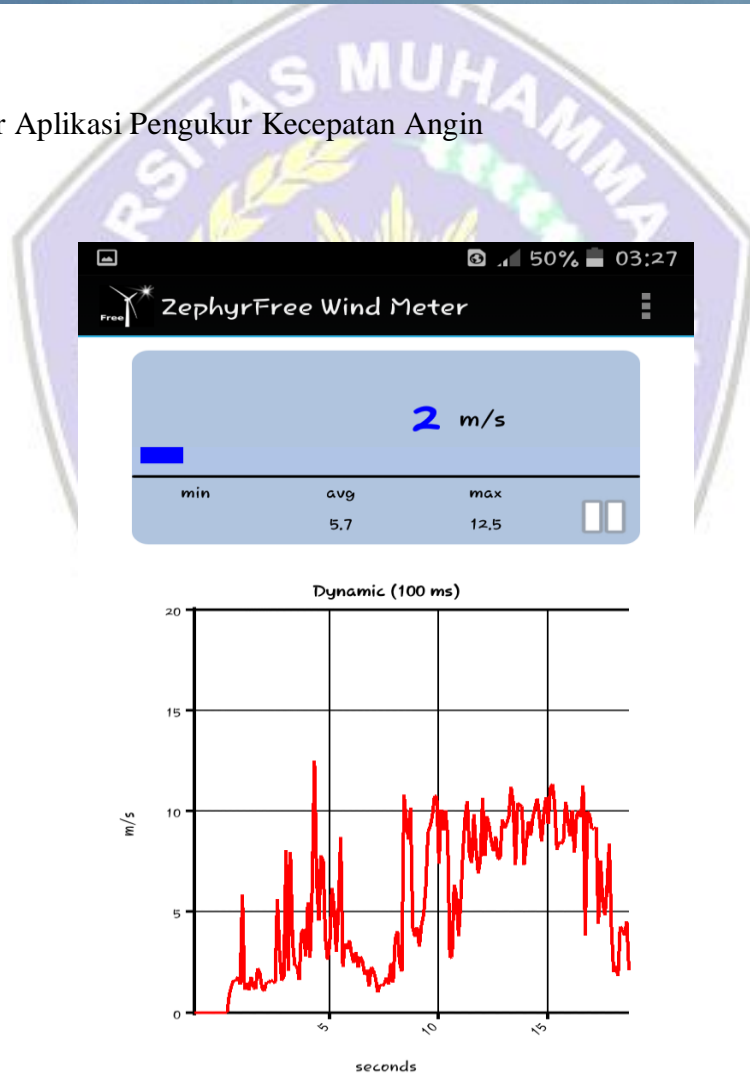 RSITAS MUHAMMA
r Aplikasi Pengukur Kecepatan Angin
50% 03:27
Free ZephyrFree Wind Meter
2 m/s
min avg max
5.7 12.5
Dynamic (100 ms)
20
15
10
5
0
m/s
5 10 15
seconds